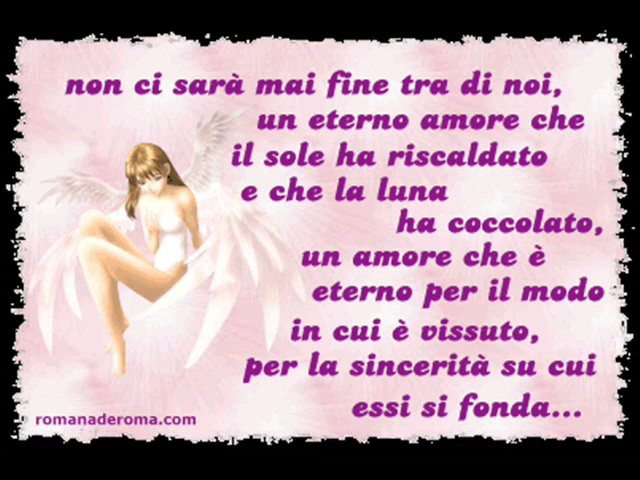 non ci sarà mai fine tra di noi,
un eterno amore che
il sole ha riscaldato
e che la luna
ha coccolato,
un amore che è
eterno per il modo
in cui è vissuto,
per la sincerità su cui
essi si fonda...
romanaderoma.com